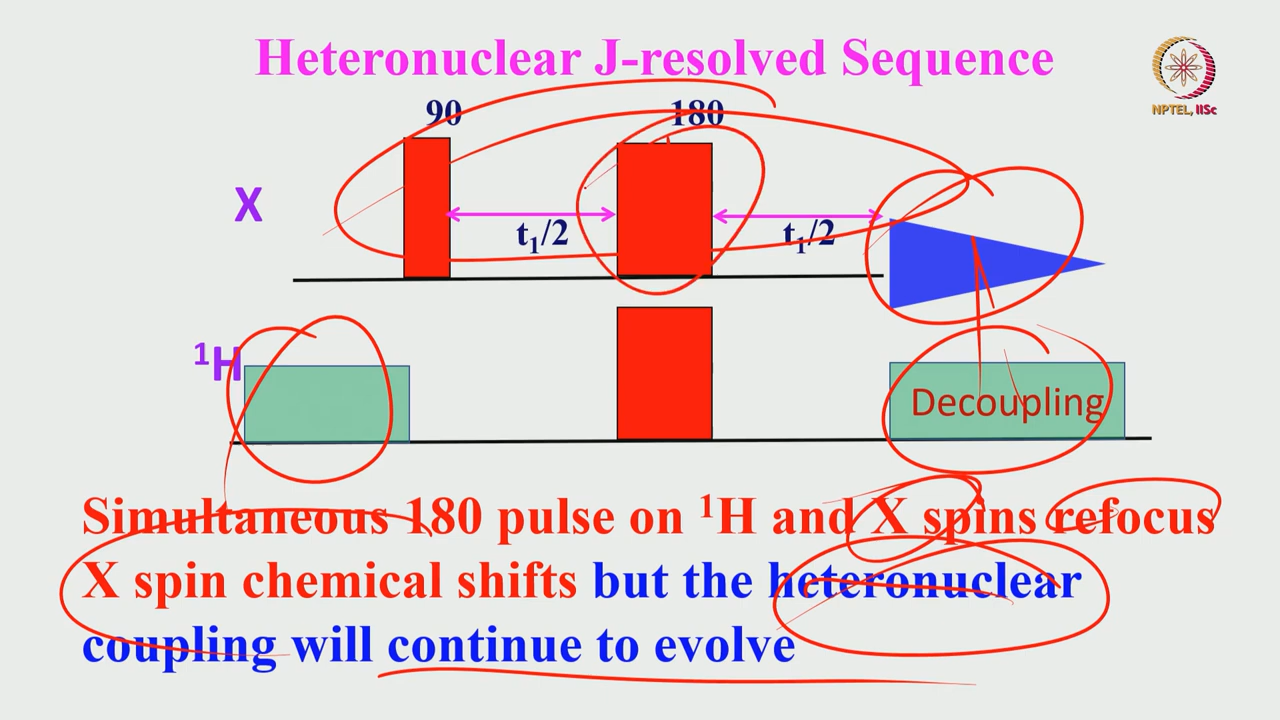 Heteronuclear J-resolved Sequence
NPTEL, IISc
90
180
X
t₁/2
t₁/2
¹H
Decoupling
Simultaneous 180 pulse on ¹H and X spins refocus
X spin chemical shifts but the heteronuclear
coupling will continue to evolve